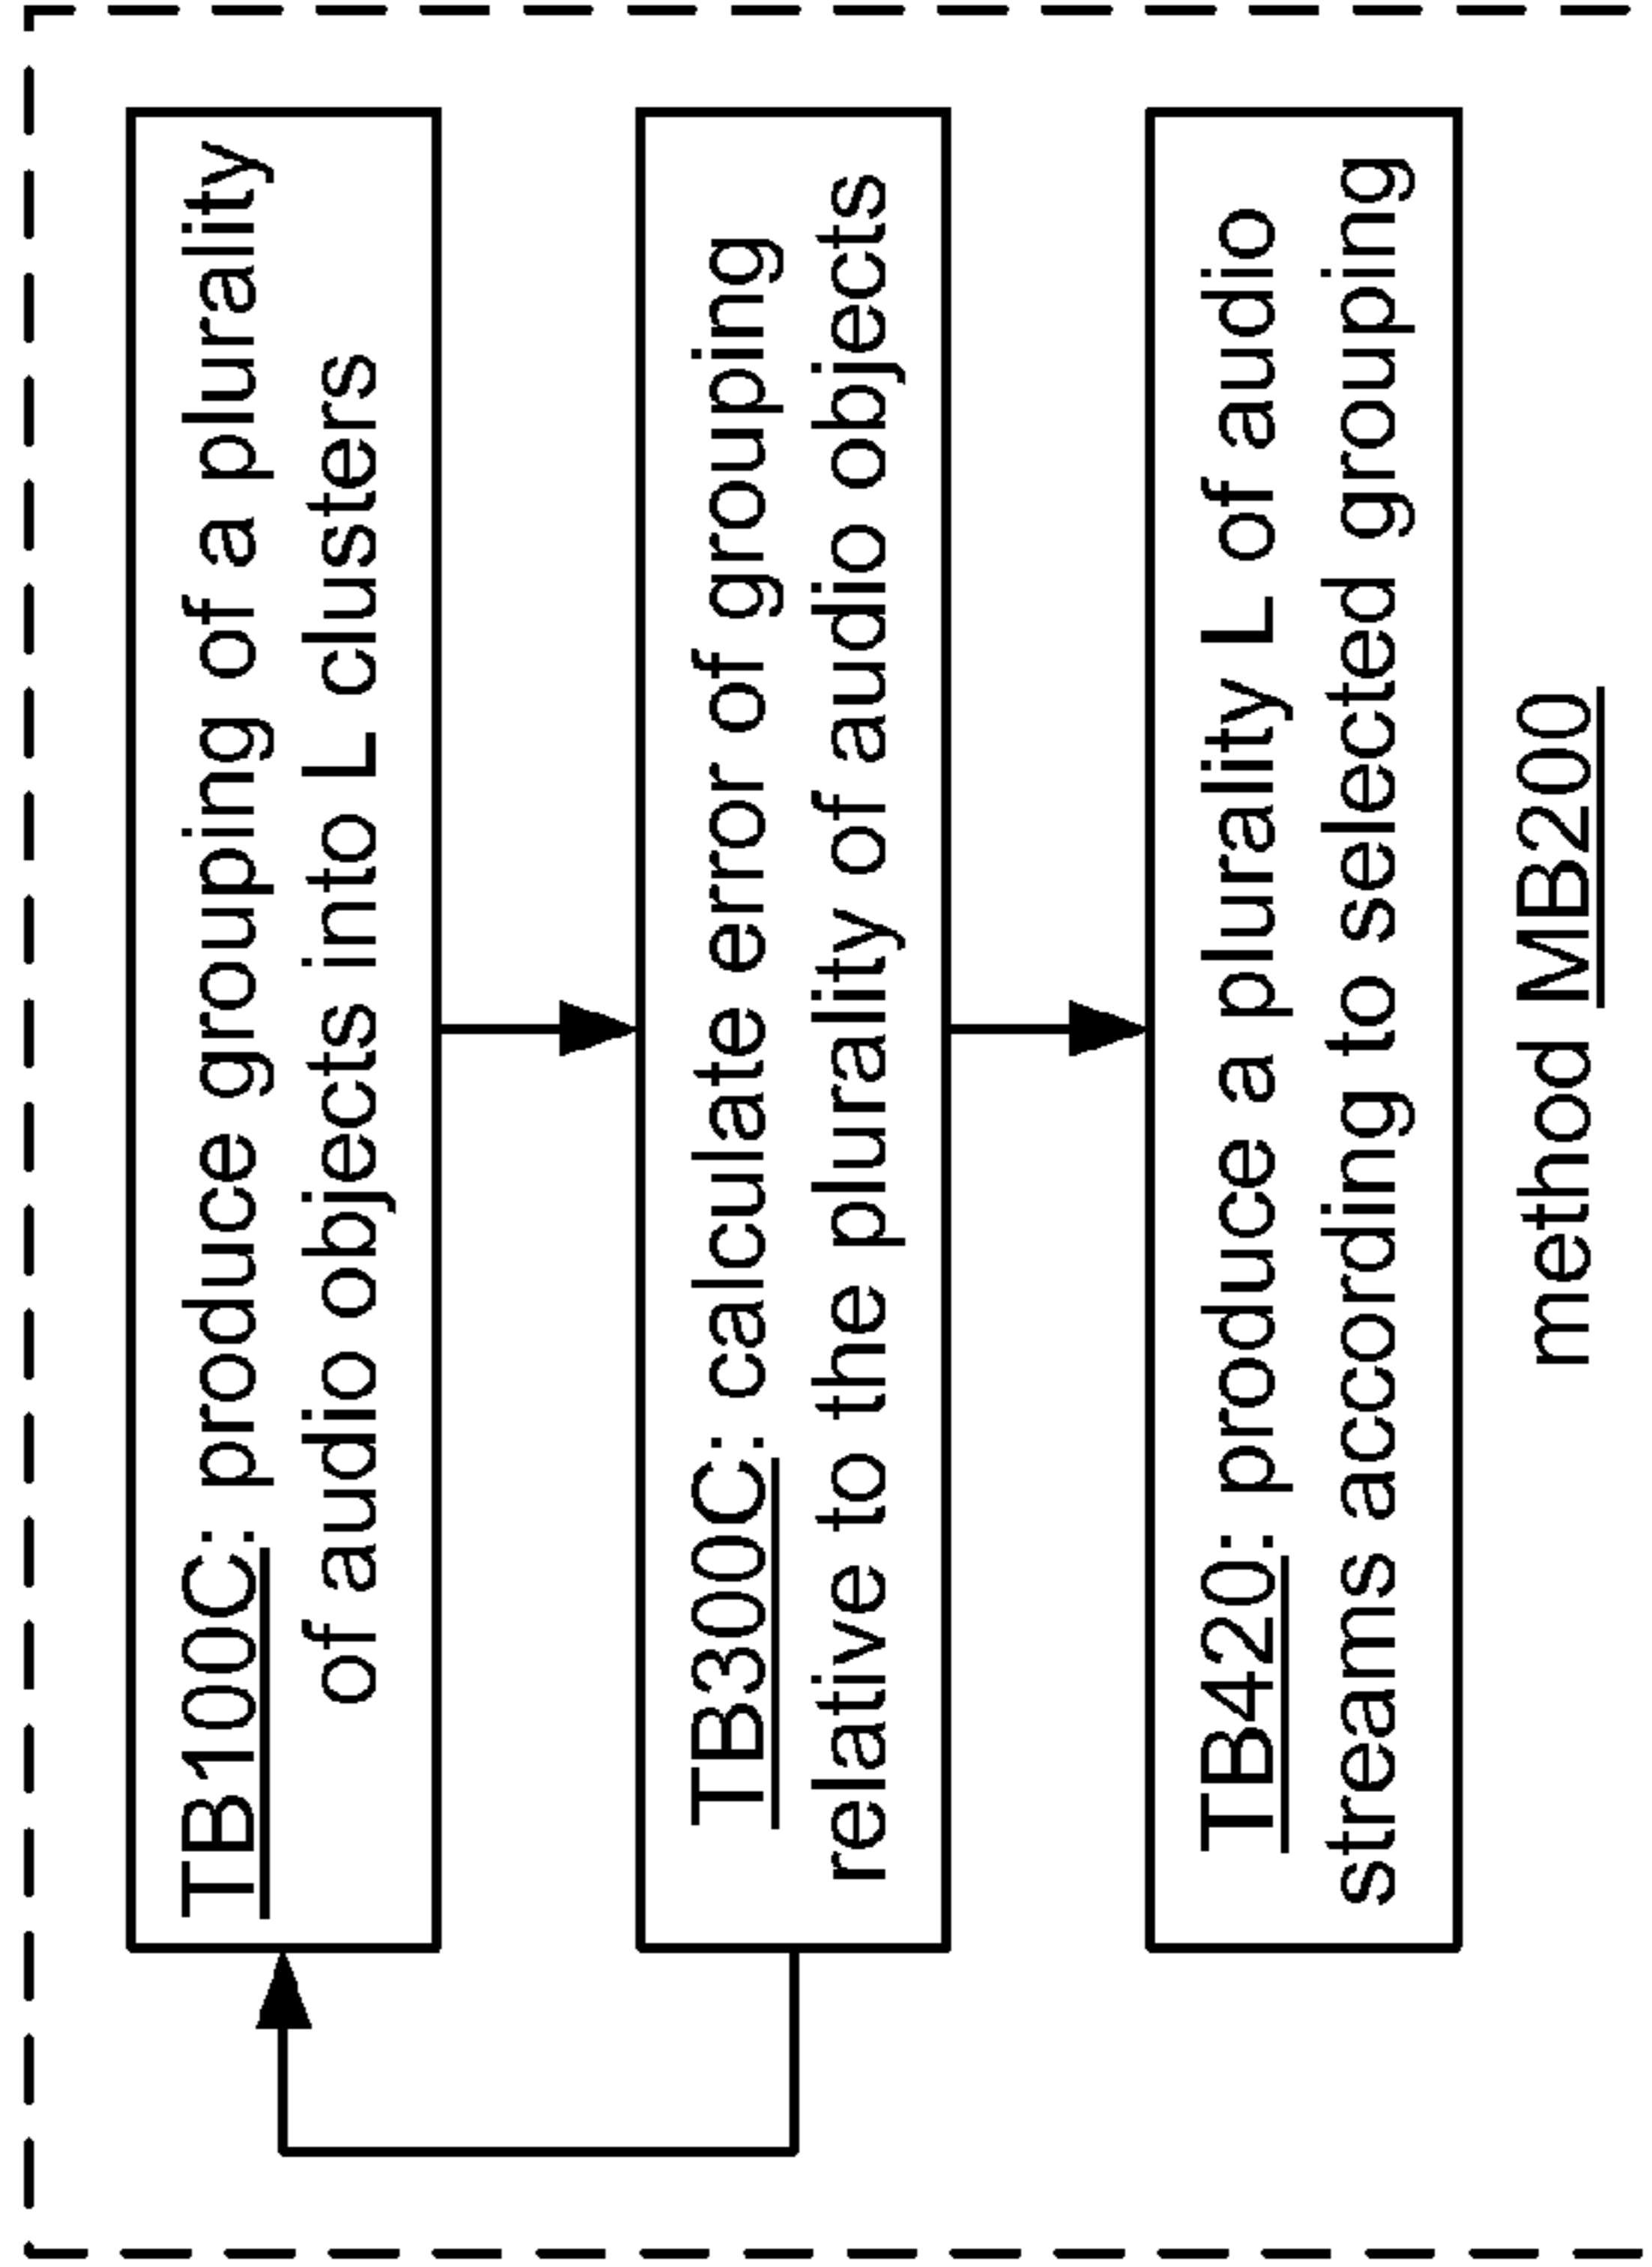 TB100C: produce grouping of a plurality
of audio objects into L clusters
TB300C: calculate error of grouping
relative to the plurality of audio objects
TB420: produce a plurality L of audio
streams according to selected grouping
method MB200